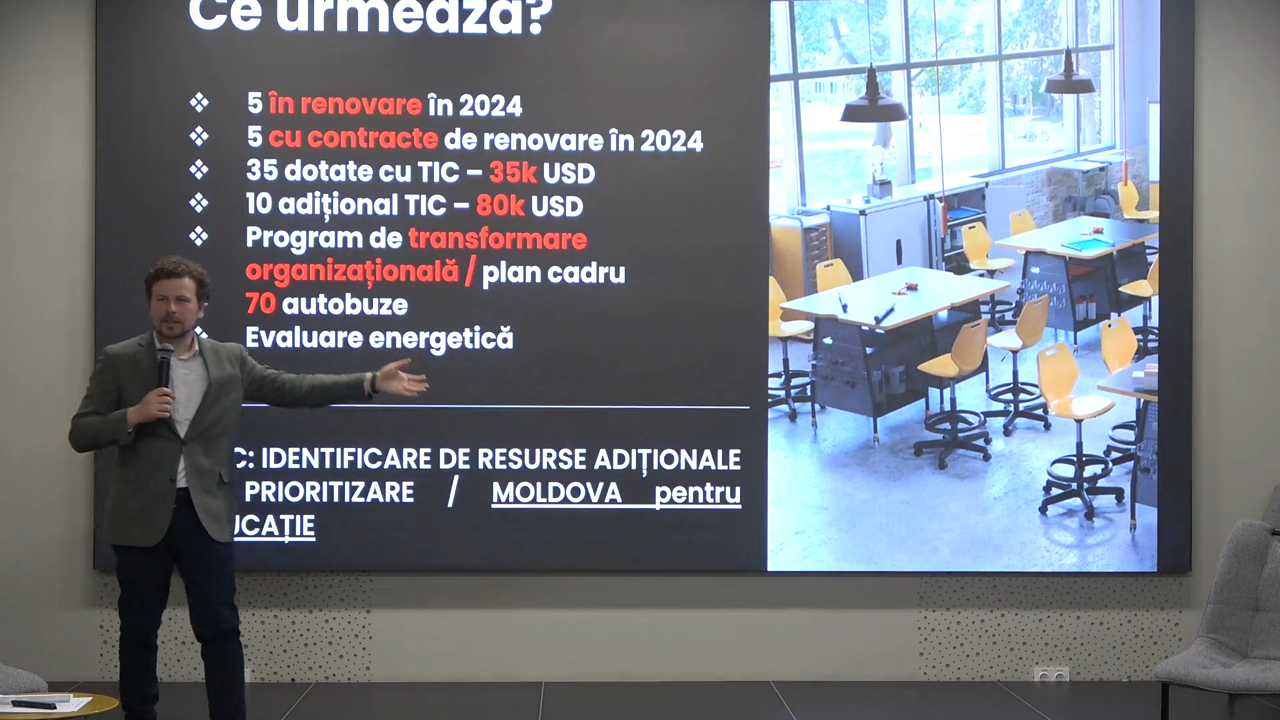 Ce urmează?
❖ 5 în renovare în 2024
❖ 5 cu contracte de renovare în 2024
❖ 35 dotate cu TIC – 35k USD
❖ 10 adițional TIC – 80k USD
❖ Program de transformare
organizațională / plan cadru
70 autobuze
❖ Evaluare energetică
C: IDENTIFICARE DE RESURSE ADIȚIONALE
PRIORITIZARE / MOLDOVA pentru
UCAȚIE